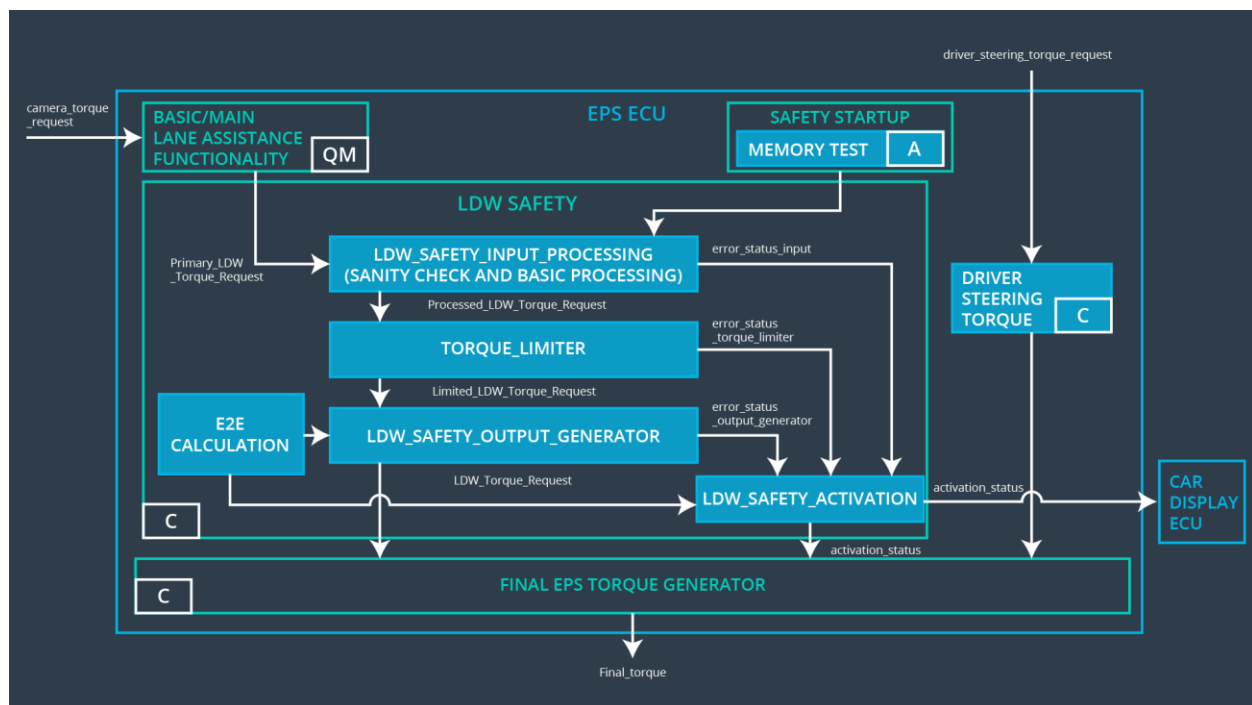 driver_steering_torque_request
camera_torque
_request
EPS ECU
BASIC/MAIN
LANE ASSISTANCE
FUNCTIONALITY
QM
SAFETY STARTUP
MEMORY TEST
A
LDW SAFETY
Primary_LDW
_Torque_Request
LDW_SAFETY_INPUT_PROCESSING
(SANITY CHECK AND BASIC PROCESSING)
error_status_input
DRIVER
STEERING
TORQUE
C
Processed_LDW_Torque_Request
TORQUE_LIMITER
error_status
_torque_limiter
Limited_LDW_Torque_Request
E2E
CALCULATION
LDW_SAFETY_OUTPUT_GENERATOR
error_status
_output_generator
LDW_Torque_Request
LDW_SAFETY_ACTIVATION
activation_status
CAR
DISPLAY
ECU
C
activation_status
FINAL EPS TORQUE GENERATOR
C
Final_torque